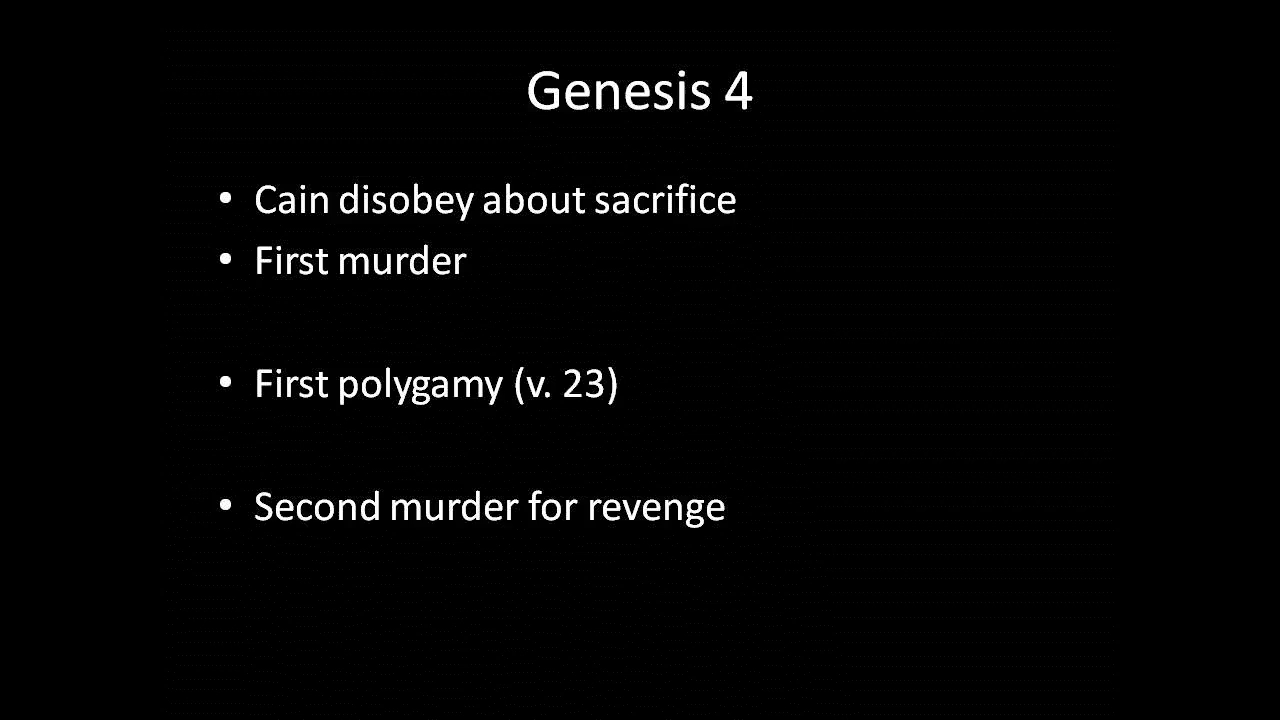 Genesis 4
• Cain disobey about sacrifice
• First murder
• First polygamy (v. 23)
• Second murder for revenge